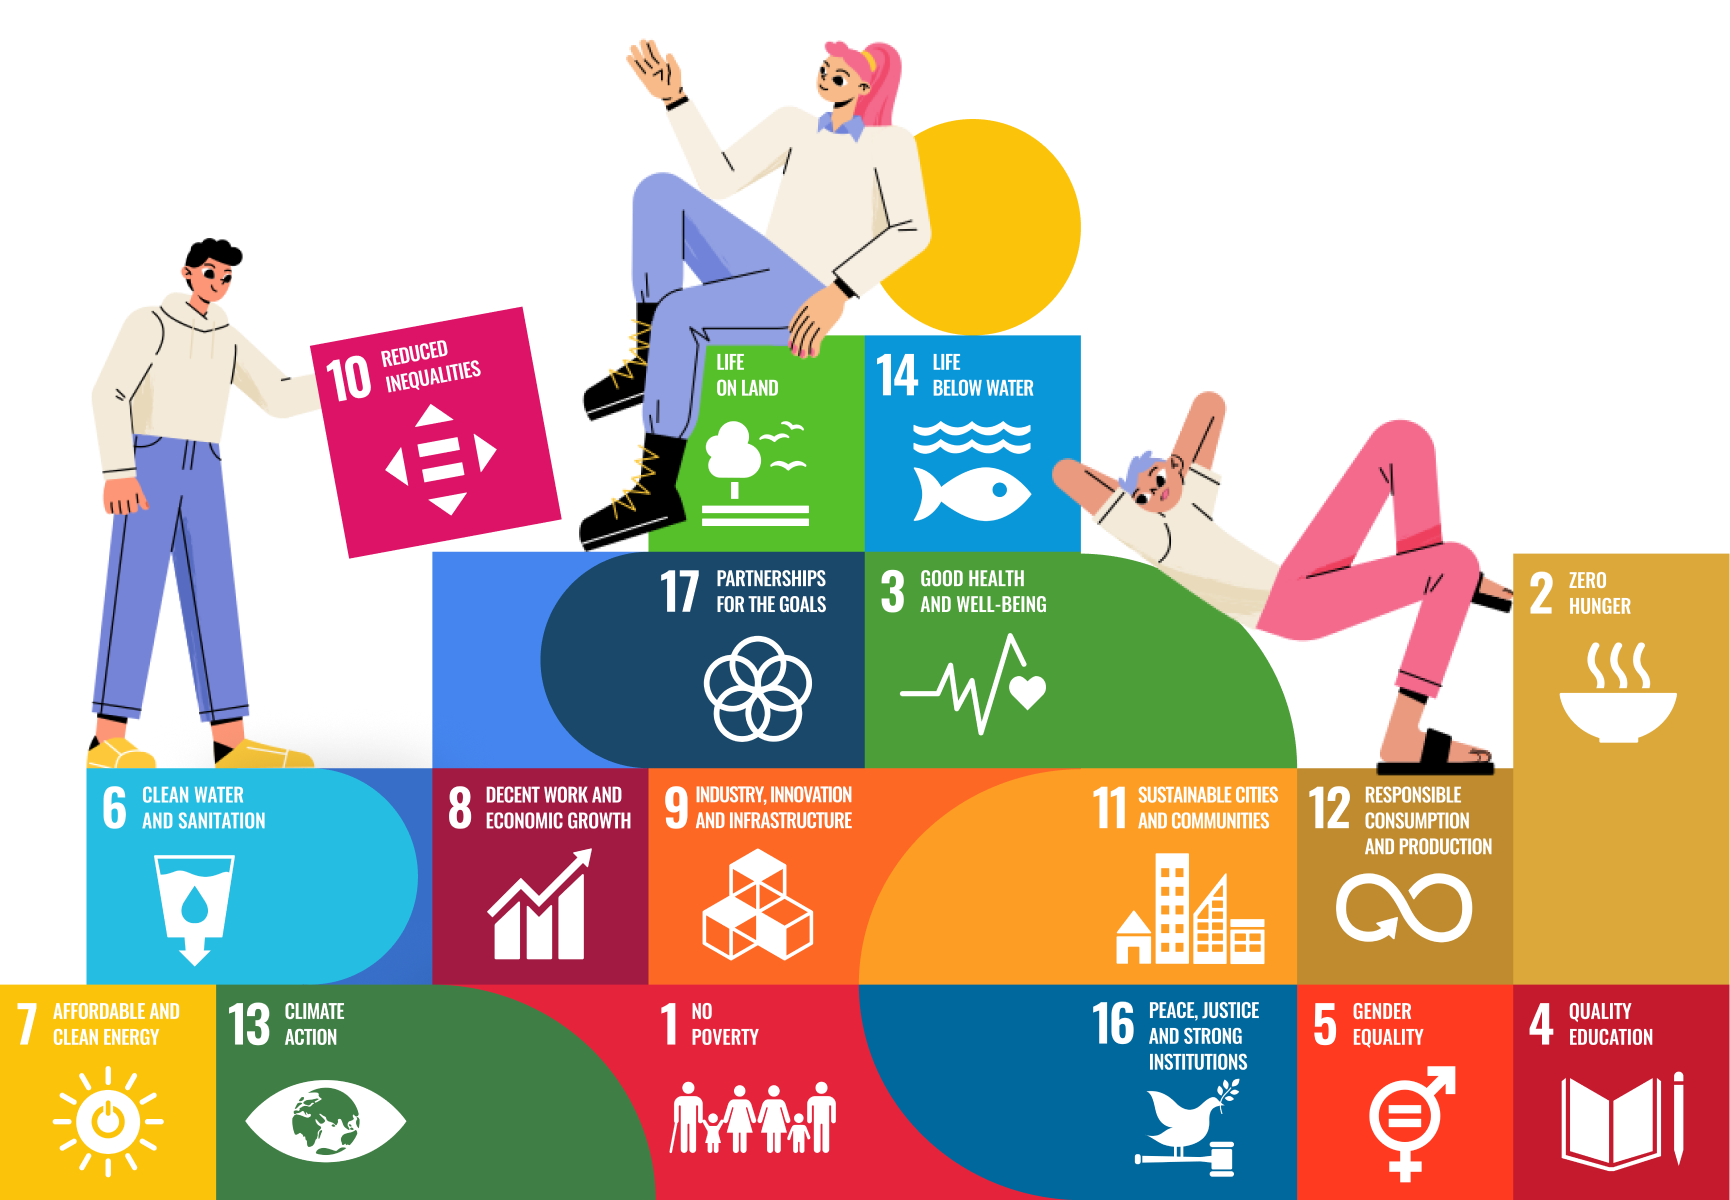 10 REDUCED
INEQUALITIES
LIFE
ON LAND
14 LIFE
BELOW WATER
17 PARTNERSHIPS
FOR THE GOALS
3 GOOD HEALTH
AND WELL-BEING
2 ZERO
HUNGER
6 CLEAN WATER
AND SANITATION
8 DECENT WORK AND
ECONOMIC GROWTH
9 INDUSTRY, INNOVATION
AND INFRASTRUCTURE
11 SUSTAINABLE CITIES
AND COMMUNITIES
12 RESPONSIBLE
CONSUMPTION
AND PRODUCTION
7 AFFORDABLE AND
CLEAN ENERGY
13 CLIMATE
ACTION
1 NO
POVERTY
16 PEACE, JUSTICE
AND STRONG
INSTITUTIONS
5 GENDER
EQUALITY
4 QUALITY
EDUCATION